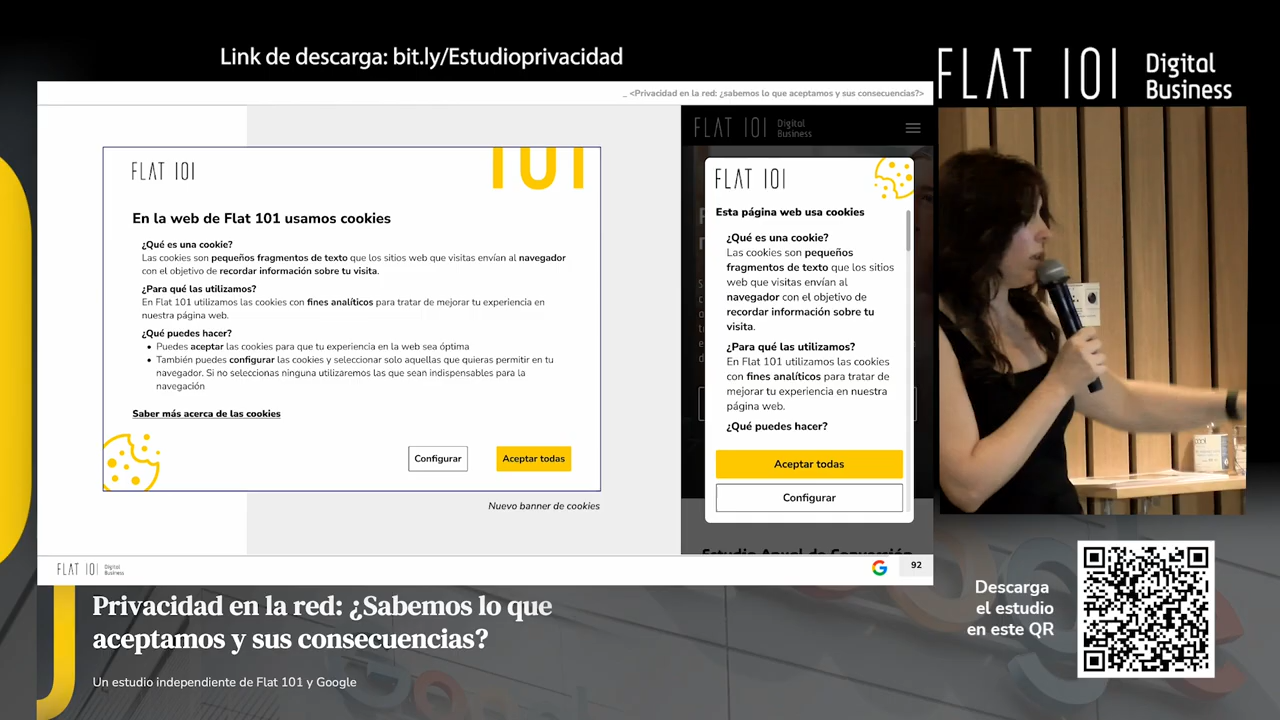 Link de descarga: bit.ly/Estudioprivacidad
FLAT 101 Digital
Business
_ <Privacidad en la red: ¿sabemos lo que aceptamos y sus consecuencias?>
FLAT 101
101
En la web de Flat 101 usamos cookies
¿Qué es una cookie?
Las cookies son pequeños fragmentos de texto que los sitios web que visitas envían al navegador
con el objetivo de recordar información sobre tu visita.
¿Para qué las utilizamos?
En Flat 101 utilizamos las cookies con fines analíticos para tratar de mejorar tu experiencia en
nuestra página web.
¿Qué puedes hacer?
• Puedes aceptar las cookies para que tu experiencia en la web sea óptima
• También puedes configurar las cookies y seleccionar solo aquellas que quieras permitir en tu
navegador. Si no seleccionas ninguna utilizaremos las que sean indispensables para la
navegación
Saber más acerca de las cookies
Configurar
Aceptar todas
Nuevo banner de cookies
FLAT 101 Digital
Business
FLAT 101
Esta página web usa cookies
¿Qué es una cookie?
Las cookies son pequeños
fragmentos de texto que los sitios
web que visitas envían al
navegador con el objetivo de
recordar información sobre tu
visita.
¿Para qué las utilizamos?
En Flat 101 utilizamos las cookies
con fines analíticos para tratar de
mejorar tu experiencia en nuestra
página web.
¿Qué puedes hacer?
Aceptar todas
Configurar
Estudio Anual de Conversión
FLAT 101 Digital
Business
G
92
Privacidad en la red: ¿Sabemos lo que
aceptamos y sus consecuencias?
Un estudio independiente de Flat 101 y Google
Descarga
el estudio
en este QR